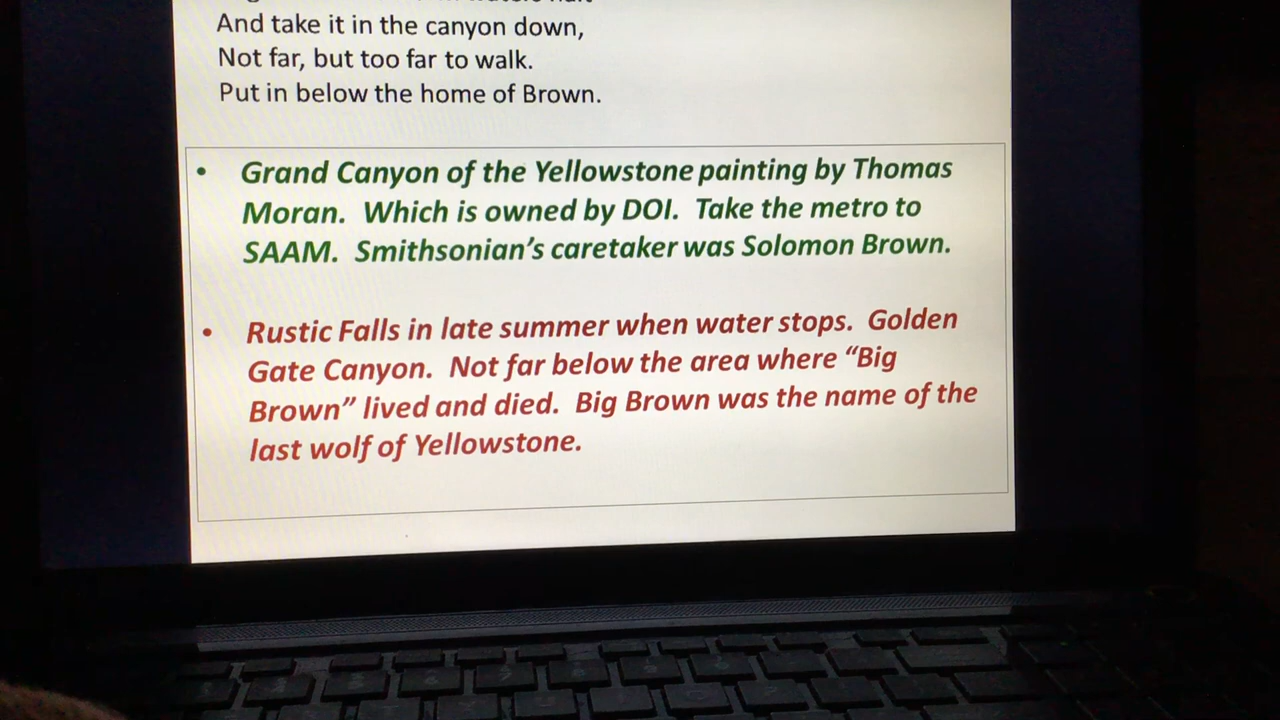 And take it in the canyon down,
Not far, but too far to walk.
Put in below the home of Brown.
• Grand Canyon of the Yellowstone painting by Thomas
Moran. Which is owned by DOI. Take the metro to
SAAM. Smithsonian's caretaker was Solomon Brown.
• Rustic Falls in late summer when water stops. Golden
Gate Canyon. Not far below the area where “Big
Brown” lived and died. Big Brown was the name of the
last wolf of Yellowstone.